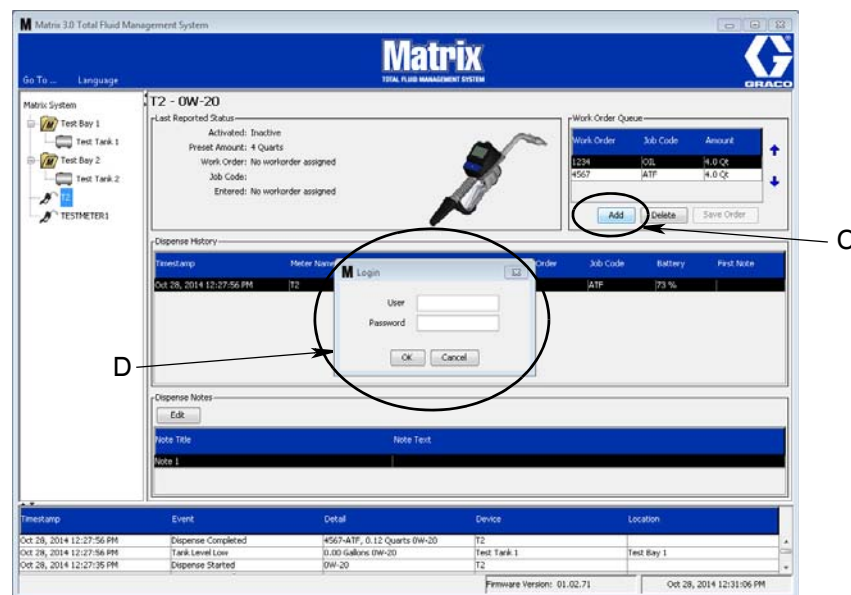 Matrix 3.0 Total Fluid Management System
Matrix
TOTAL FLUID MANAGEMENT SYSTEM
GRACO
Go To ... Language
Matrix System
Test Bay 1
Test Tank 1
Test Bay 2
Test Tank 2
T2
TESTMETER1
T2 - 0W-20
Last Reported Status
Activated: Inactive
Preset Amount: 4 Quarts
Work Order: No workorder assigned
Job Code:
Entered: No workorder assigned
Work Order Queue
Work Order Job Code Amount
1234 OIL 4.0 Qt
4567 ATF 4.0 Qt
Add Delete Save Order
C
Dispense History
Timestamp Meter Name Order Job Code Battery First Note
Oct 28, 2014 12:27:56 PM T2 ATF 73 %
Login
User
Password
OK Cancel
D
Dispense Notes
Edit
Note Title Note Text
Note 1
Timestamp Event Detail Device Location
Oct 28, 2014 12:27:56 PM Dispense Completed 4567-ATF, 0.12 Quarts 0W-20 T2
Oct 28, 2014 12:27:56 PM Tank Level Low 0.00 Gallons 0W-20 Test Tank 1 Test Bay 1
Oct 28, 2014 12:27:35 PM Dispense Started 0W-20 T2
Firmware Version: 01.02.71 Oct 28, 2014 12:31:06 PM